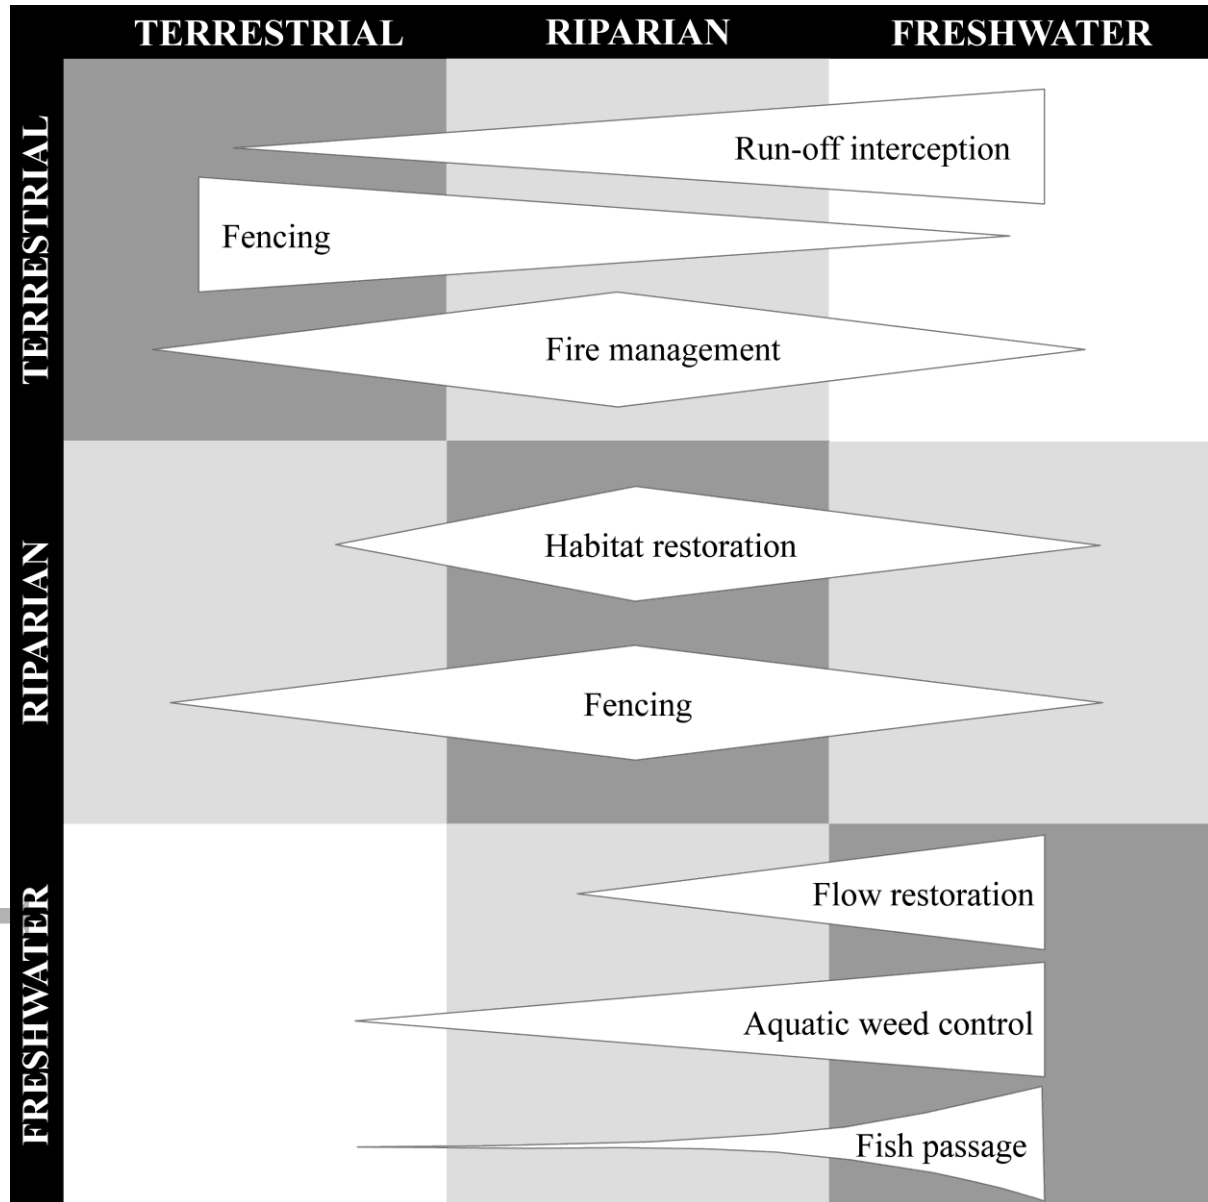 TERRESTRIAL
RIPARIAN
FRESHWATER
TERRESTRIAL
Run-off interception
Fencing
Fire management
RIPARIAN
Habitat restoration
Fencing
FRESHWATER
Flow restoration
Aquatic weed control
Fish passage